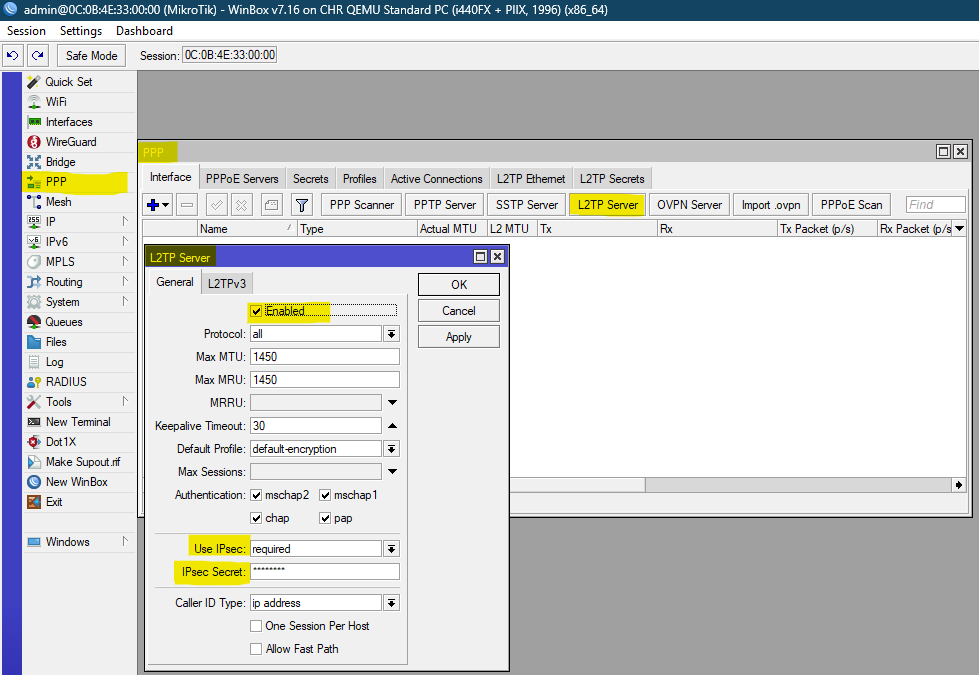 admin@0C:0B:4E:33:00:00 (MikroTik) - WinBox v7.16 on CHR QEMU Standard PC (i440FX + PIIX, 1996) (x86_64)
Session Settings Dashboard
Safe Mode Session: 0C:0B:4E:33:00:00
Quick Set
WiFi
Interfaces
WireGuard
Bridge
PPP
Mesh
IP
IPv6
MPLS
Routing
System
Queues
Files
Log
RADIUS
Tools
New Terminal
Dot1X
Make Supout.rif
New WinBox
Exit
Windows
PPP
Interface PPPoE Servers Secrets Profiles Active Connections L2TP Ethernet L2TP Secrets
PPP Scanner PPTP Server SSTP Server L2TP Server OVPN Server Import .ovpn PPPoE Scan Find
Name Type Actual MTU L2 MTU Tx Rx Tx Packet (p/s) Rx Packet (p/s
L2TP Server
General L2TPv3
Enabled
Protocol: all
Max MTU: 1450
Max MRU: 1450
MRRU:
Keepalive Timeout: 30
Default Profile: default-encryption
Max Sessions:
Authentication: mschap2 mschap1
chap pap
Use IPsec: required
IPsec Secret: ********
Caller ID Type: ip address
One Session Per Host
Allow Fast Path
OK
Cancel
Apply